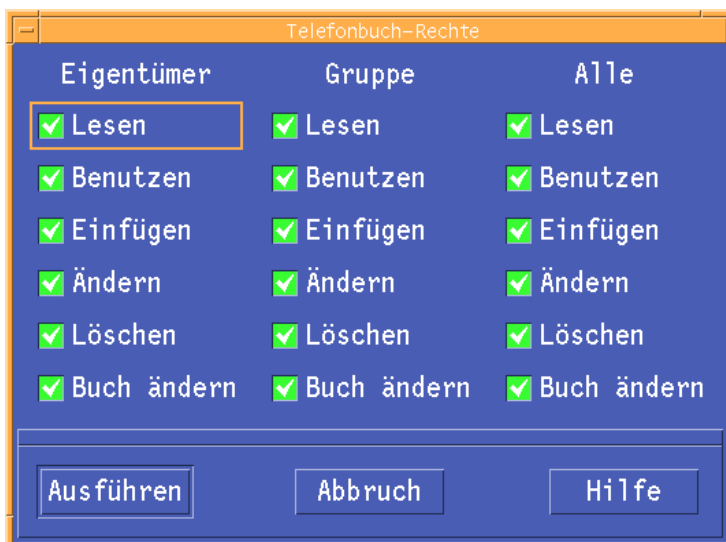 Telefonbuch-Rechte
Eigentümer Gruppe Alle
Lesen Lesen Lesen
Benutzen Benutzen Benutzen
Einfügen Einfügen Einfügen
Ändern Ändern Ändern
Löschen Löschen Löschen
Buch ändern Buch ändern Buch ändern
Ausführen Abbruch Hilfe